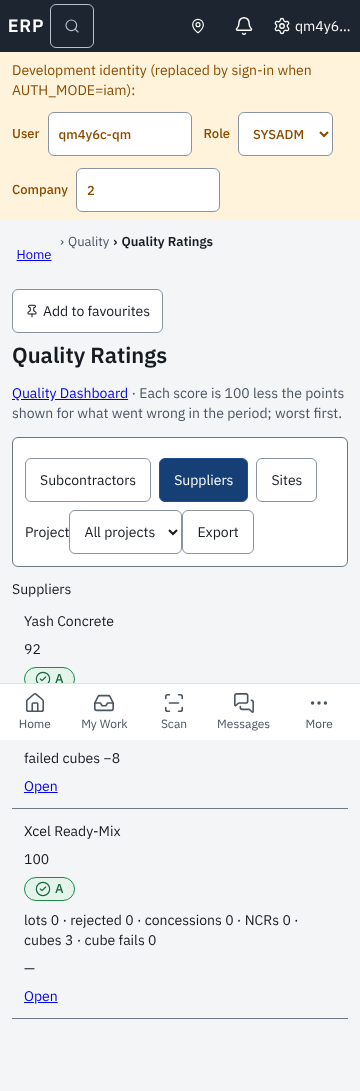 ERP qm4y6...
Development identity (replaced by sign-in when
AUTH_MODE=iam):
User qm4y6c-qm Role SYSADM
Company 2
Home › Quality › Quality Ratings
Add to favourites
Quality Ratings
Quality Dashboard · Each score is 100 less the points
shown for what went wrong in the period; worst first.
Subcontractors Suppliers Sites
Project All projects Export
Suppliers
Yash Concrete
92
A
Home My Work Scan Messages More
failed cubes −8
Open
Xcel Ready-Mix
100
A
lots 0 · rejected 0 · concessions 0 · NCRs 0 ·
cubes 3 · cube fails 0
—
Open